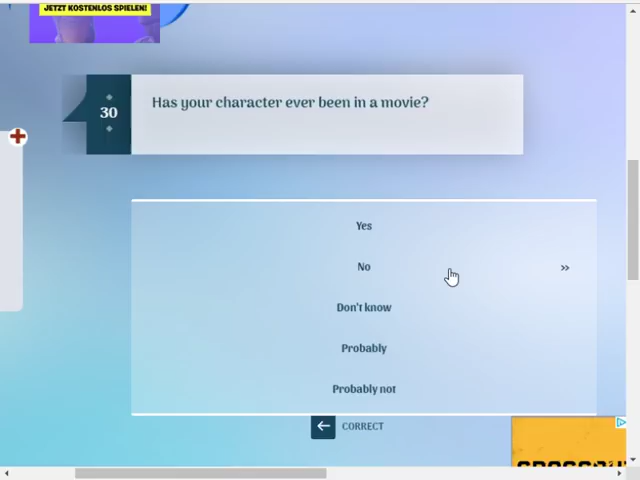 JETZT KOSTENLOS SPIELEN!
30
Has your character ever been in a movie?
Yes
No
Don't know
Probably
Probably not
CORRECT